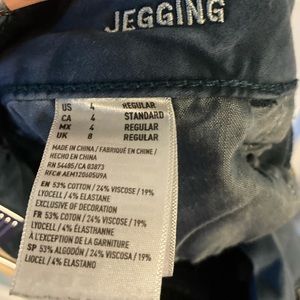 JEGGING
US 4 REGULAR
CA 4 STANDARD
MX 4 REGULAR
UK 8 REGULAR
MADE IN CHINA / FABRIQUÉ EN CHINE /
HECHO EN CHINA
RN 54485/CA 03873
RFC# AEM120605U9A
EN 53% COTTON / 24% VISCOSE / 19%
LYOCELL / 4% ELASTANE
EXCLUSIVE OF DECORATION
FR 53% COTON / 24% VISCOSE / 19%
LYOCELL / 4% ÉLASTHANNE
À L'EXCEPTION DE LA GARNITURE
SP 53% ALGODÓN / 24% VISCOSA / 19%
LIOCEL / 4% ELASTANO